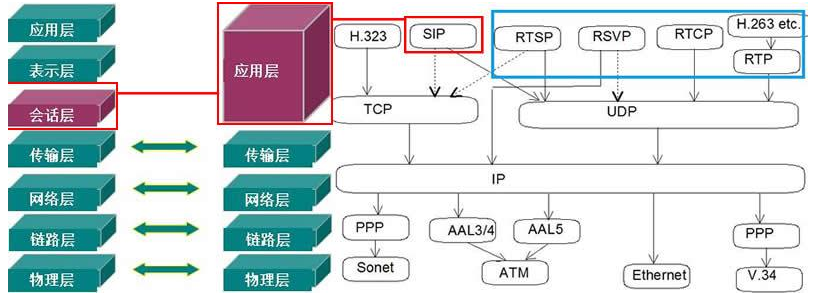 应用层
表示层
会话层
传输层
网络层
链路层
物理层
应用层
传输层
网络层
链路层
物理层
H.323
SIP
RTSP
RSVP
RTCP
H.263 etc.
RTP
TCP
UDP
IP
PPP
AAL3/4
AAL5
PPP
Sonet
ATM
Ethernet
V.34